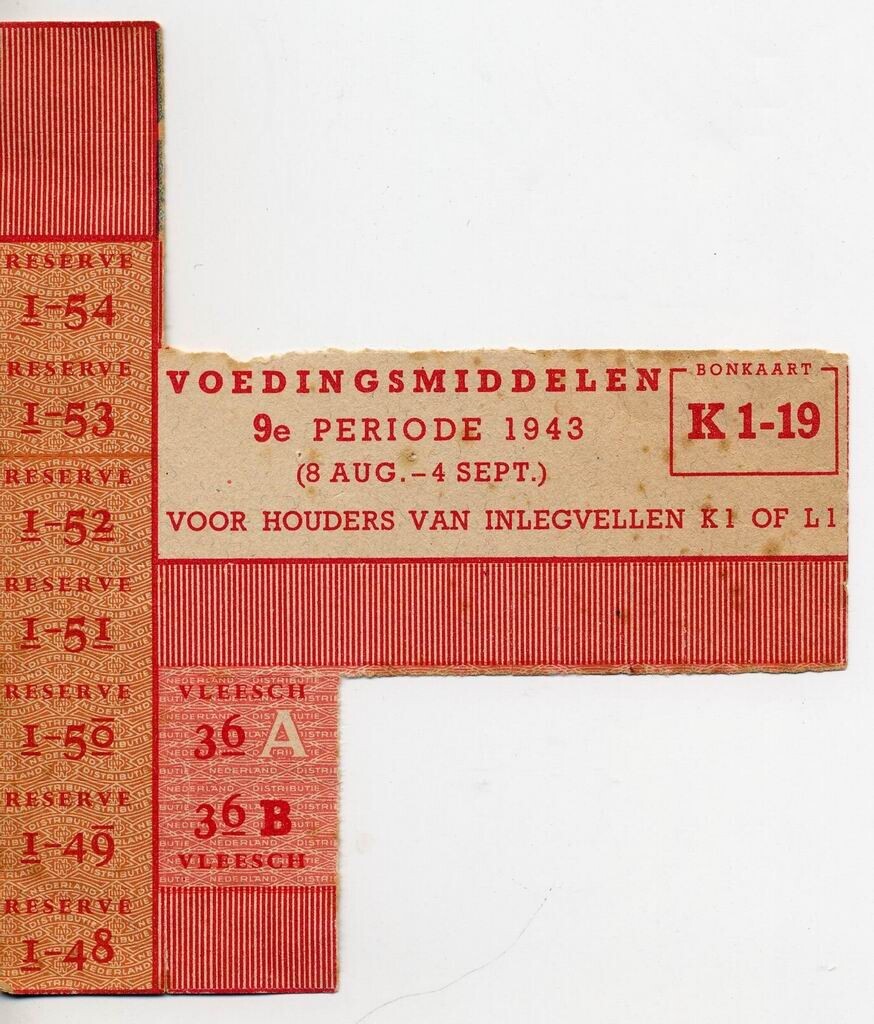 RESERVE
I-54
RESERVE
I-53
RESERVE
I-52
RESERVE
I-51
RESERVE
I-50
RESERVE
I-49
RESERVE
I-48
VOEDINGSMIDDELEN
9e PERIODE 1943
(8 AUG.-4 SEPT.)
VOOR HOUDERS VAN INLEGVELLEN K1 OF L1
BONKAART
K 1-19
VLEESCH
36 A
36 B
VLEESCH